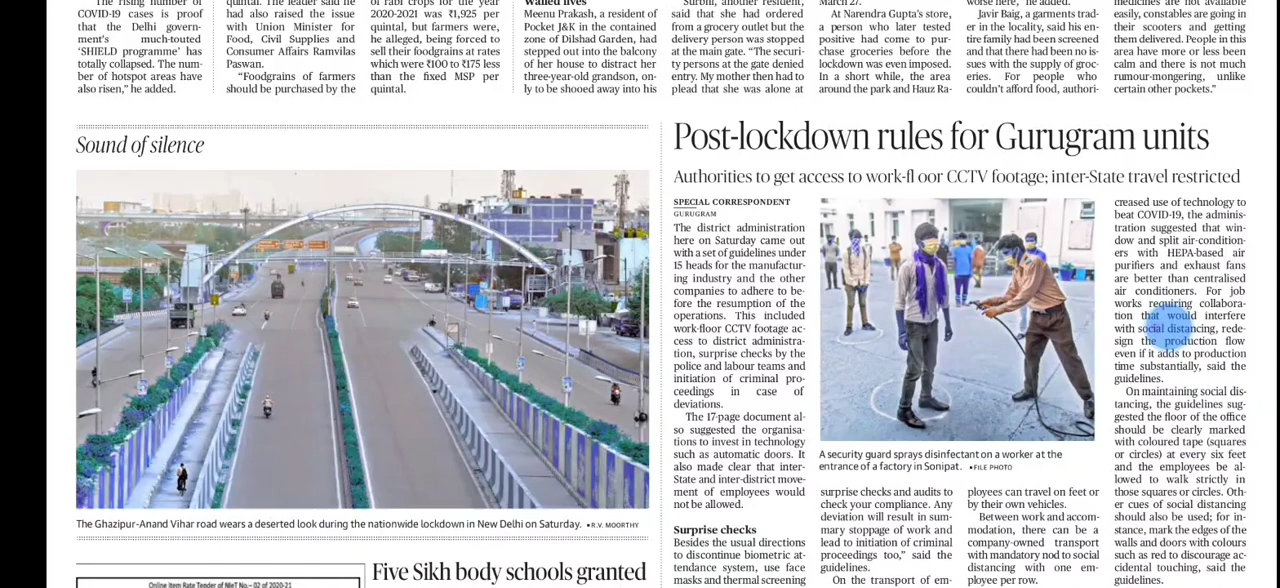 The rising number of
COVID-19 cases is proof
that the Delhi govern-
ment's much-touted
'SHIELD programme' has
totally collapsed. The num-
ber of hotspot areas have
also risen," he added.
quintal. The leader said he
had also raised the issue
with Union Minister for
Food, Civil Supplies and
Consumer Affairs Ramvilas
Paswan.
"Foodgrains of farmers
should be purchased by the
of rabi crops for the year
2020-2021 was ₹1,925 per
quintal, but farmers were,
he alleged, being forced to
sell their foodgrains at rates
which were ₹100 to ₹175 less
than the fixed MSP per
quintal.
Walled lives
Meenu Prakash, a resident of
Pocket J&K in the contained
zone of Dilshad Garden, had
stepped out into the balcony
of her house to distract her
three-year-old grandson, on-
ly to be shooed away into his
Surbhi, another resident,
said that she had ordered
from a grocery outlet but the
delivery person was stopped
at the main gate. "The securi-
ty persons at the gate denied
entry. My mother then had to
plead that she was alone at
March 27.
At Narendra Gupta's store,
a person who later tested
positive had come to pur-
chase groceries before the
lockdown was even imposed.
In a short while, the area
around the park and Hauz Ra-
worse here, he added.
Javir Baig, a garments trad-
er in the locality, said his en-
tire family had been screened
and that there had been no is-
sues with the supply of groc-
eries. For people who
couldn't afford food, authori-
medicines are not available
easily, constables are going in
their scooters and getting
them delivered. People in this
area have more or less been
calm and there is not much
rumour-mongering, unlike
certain other pockets."
Sound of silence
The Ghazipur-Anand Vihar road wears a deserted look during the nationwide lockdown in New Delhi on Saturday. •R.V. MOORTHY
Online Item Rate Tender of NIeT No.– 02 of 2020-21
Five Sikh body schools granted
Post-lockdown rules for Gurugram units
Authorities to get access to work-fl oor CCTV footage; inter-State travel restricted
SPECIAL CORRESPONDENT
GURUGRAM
The district administration
here on Saturday came out
with a set of guidelines under
15 heads for the manufactur-
ing industry and the other
companies to adhere to be-
fore the resumption of the
operations. This included
work-floor CCTV footage ac-
cess to district administra-
tion, surprise checks by the
police and labour teams and
initiation of criminal pro-
ceedings in case of
deviations.
The 17-page document al-
so suggested the organisa-
tions to invest in technology
such as automatic doors. It
also made clear that inter-
State and inter-district move-
ment of employees would
not be allowed.
Surprise checks
Besides the usual directions
to discontinue biometric at-
tendance system, use face
masks and thermal screening
A security guard sprays disinfectant on a worker at the
entrance of a factory in Sonipat. •FILE PHOTO
surprise checks and audits to
check your compliance. Any
deviation will result in sum-
mary stoppage of work and
lead to initiation of criminal
proceedings too," said the
guidelines.
On the transport of em-
ployees can travel on feet or
by their own vehicles.
Between work and accom-
modation, there can be a
company-owned transport
with mandatory nod to social
distancing with one em-
ployee per row.
creased use of technology to
beat COVID-19, the adminis-
tration suggested that win-
dow and split air-condition-
ers with HEPA-based air
purifiers and exhaust fans
are better than centralised
air conditioners. For job
works requiring collabora-
tion that would interfere
with social distancing, rede-
sign the production flow
even if it adds to production
time substantially, said the
guidelines.
On maintaining social dis-
tancing, the guidelines sug-
gested the floor of the office
should be clearly marked
with coloured tape (squares
or circles) at every six feet
and the employees be al-
lowed to walk strictly in
those squares or circles. Oth-
er cues of social distancing
should also be used; for in-
stance, mark the edges of the
walls and doors with colours
such as red to discourage ac-
cidental touching, said the
guidelines.